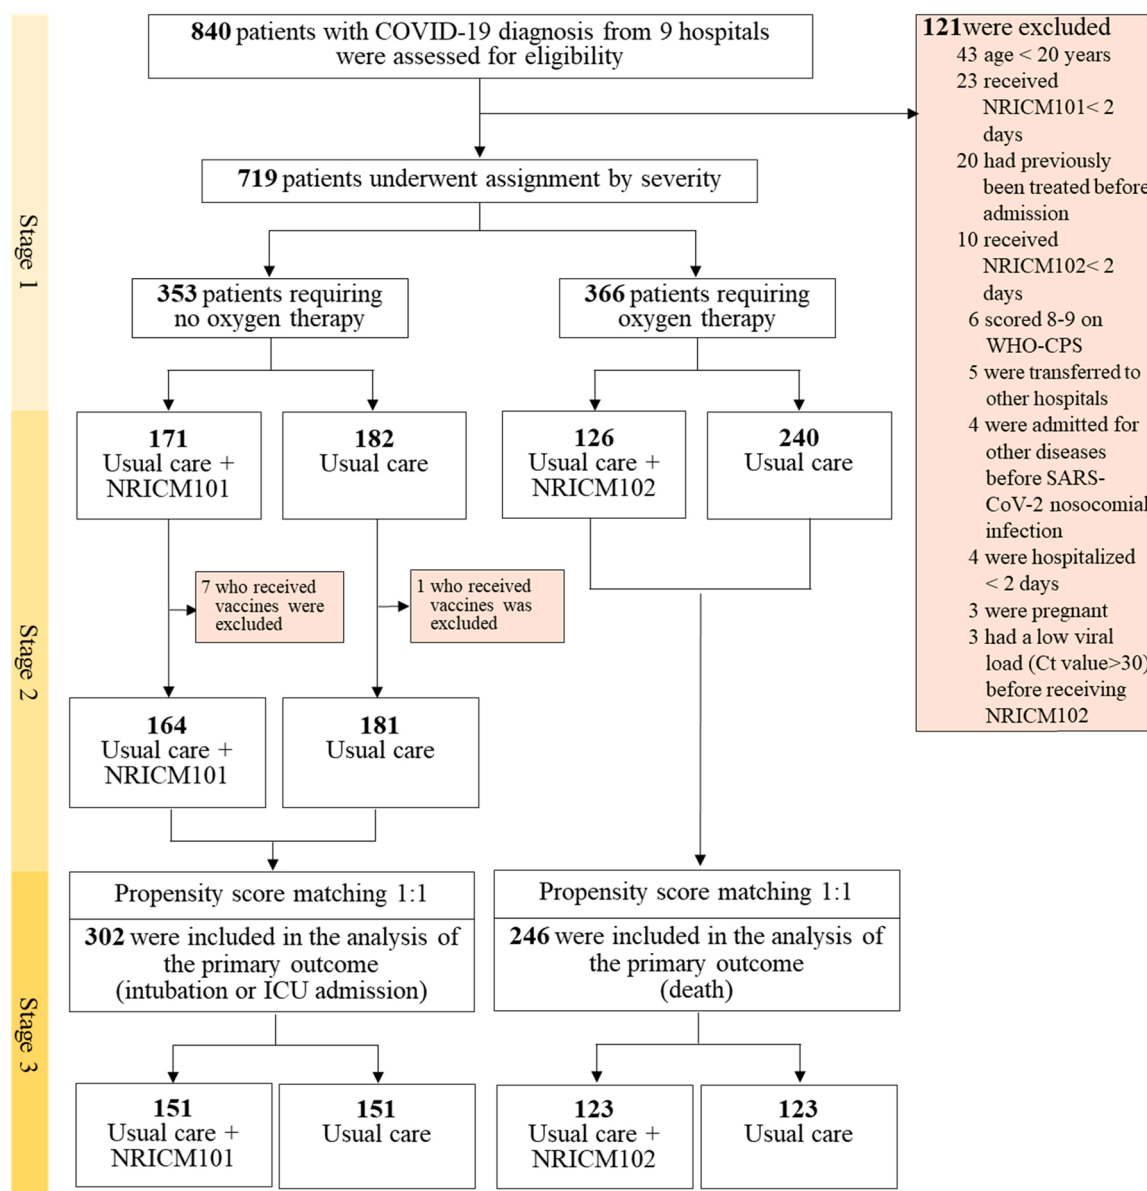 840 patients with COVID-19 diagnosis from 9 hospitals
were assessed for eligibility
121were excluded
43 age < 20 years
23 received
NRICM101< 2
days
20 had previously
been treated before
admission
10 received
NRICM102< 2
days
6 scored 8-9 on
WHO-CPS
5 were transferred to
other hospitals
4 were admitted for
other diseases
before SARS-
CoV-2 nosocomial
infection
4 were hospitalized
< 2 days
3 were pregnant
3 had a low viral
load (Ct value>30)
before receiving
NRICM102
Stage 1
719 patients underwent assignment by severity
353 patients requiring
no oxygen therapy
366 patients requiring
oxygen therapy
Stage 2
171
Usual care +
NRICM101
182
Usual care
126
Usual care +
NRICM102
240
Usual care
7 who received
vaccines were
excluded
1 who received
vaccines was
excluded
164
Usual care +
NRICM101
181
Usual care
Stage 3
Propensity score matching 1:1
302 were included in the analysis of
the primary outcome
(intubation or ICU admission)
Propensity score matching 1:1
246 were included in the analysis of
the primary outcome
(death)
151
Usual care +
NRICM101
151
Usual care
123
Usual care +
NRICM102
123
Usual care